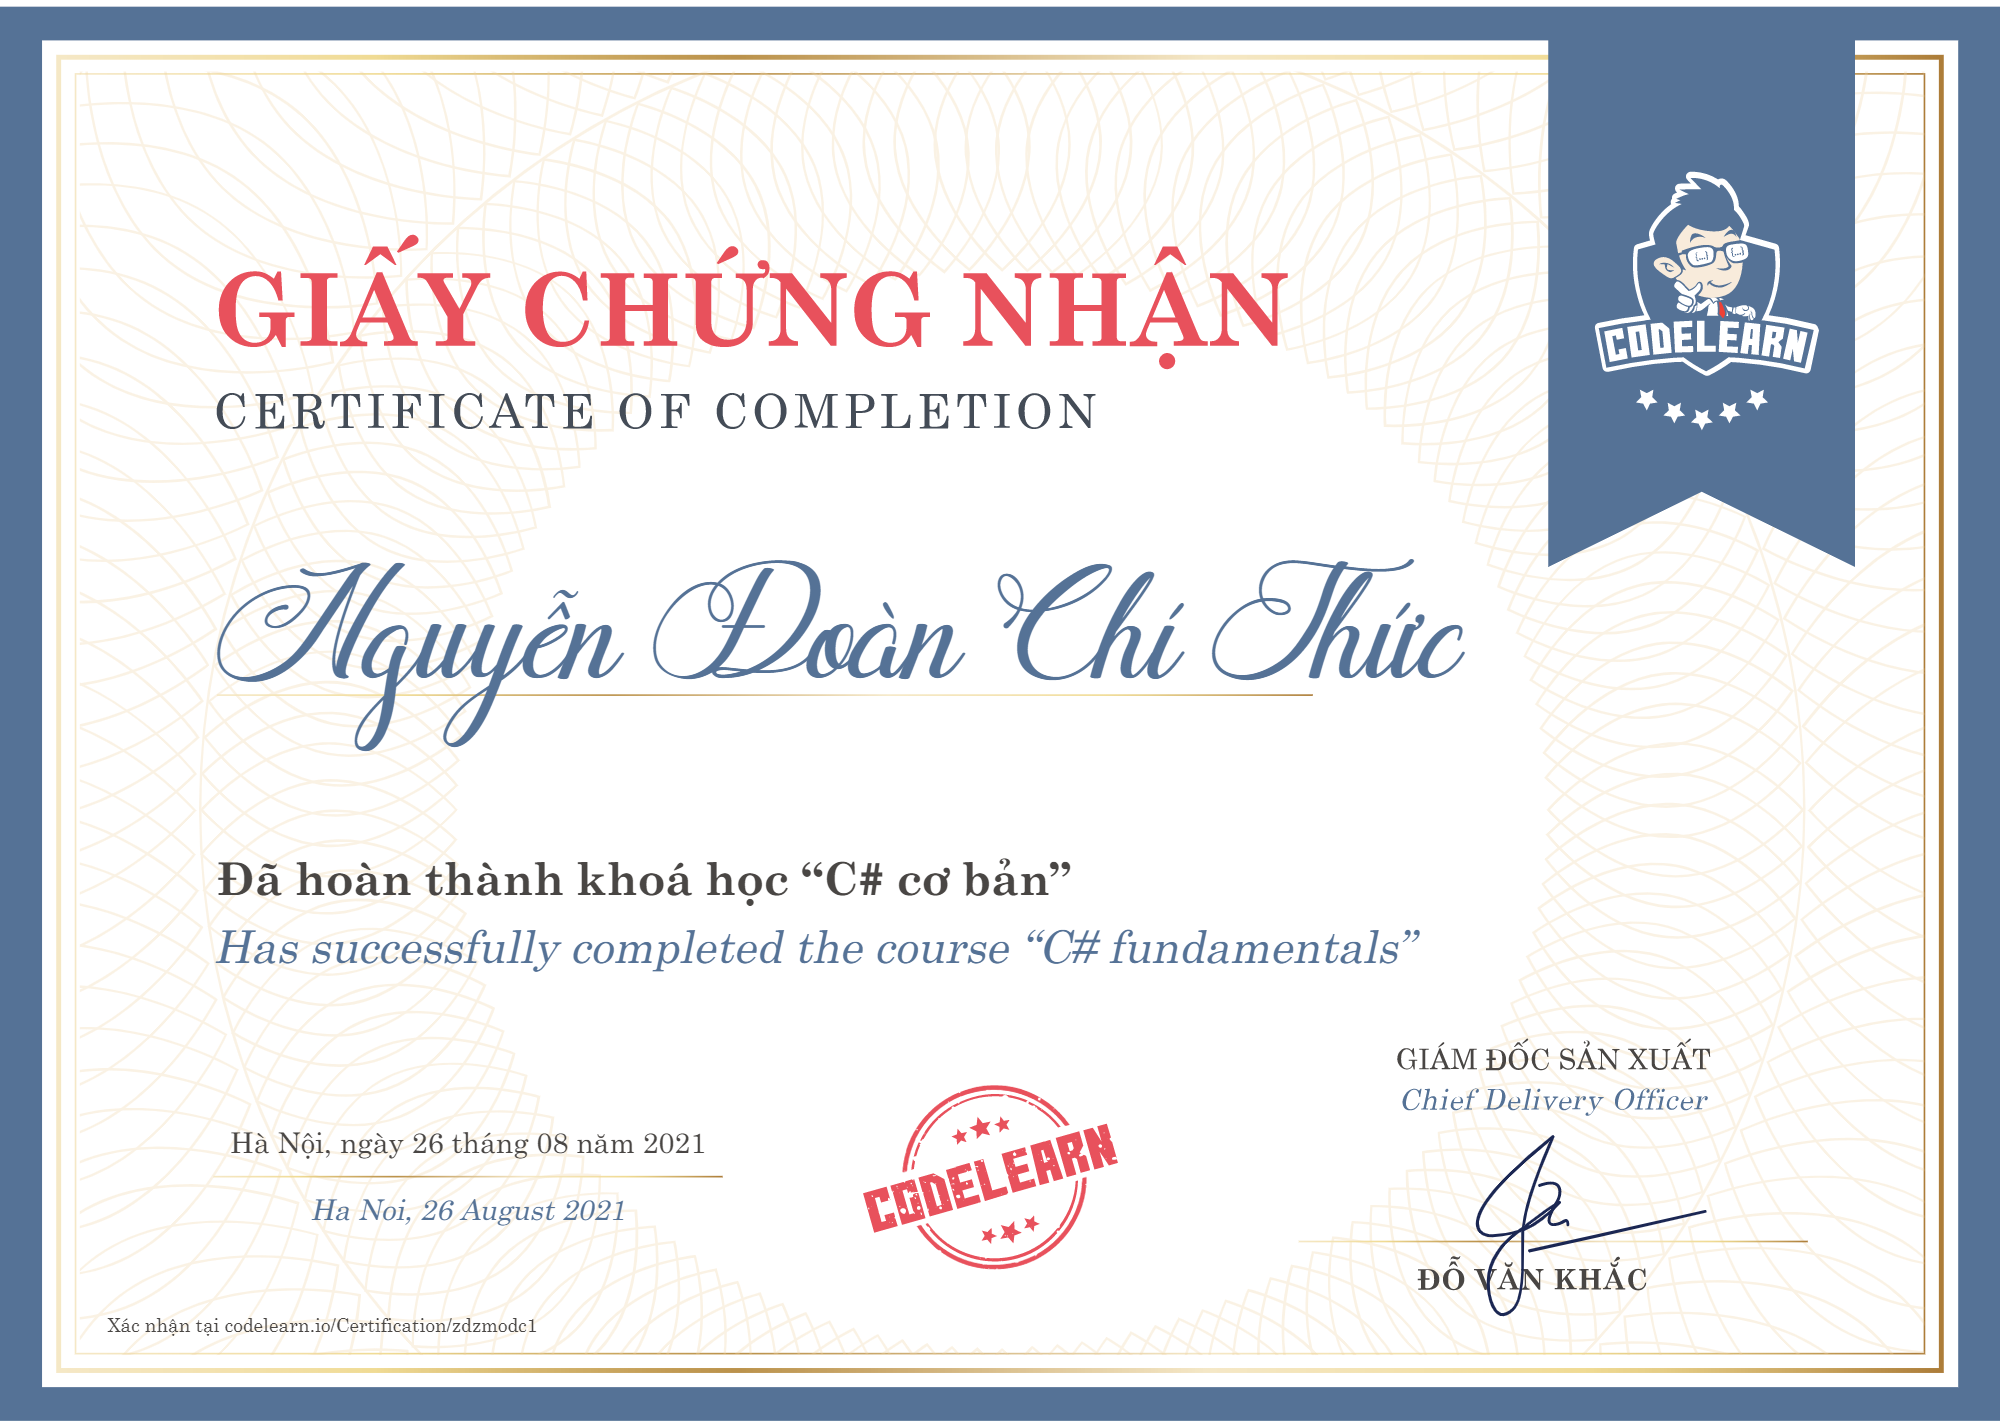 GIẤY CHỨNG NHẬN
CERTIFICATE OF COMPLETION
CODELEARN
Nguyễn Đoàn Chí Thức
Đã hoàn thành khoá học “C# cơ bản”
Has successfully completed the course “C# fundamentals”
GIÁM ĐỐC SẢN XUẤT
Chief Delivery Officer
Hà Nội, ngày 26 tháng 08 năm 2021
Ha Noi, 26 August 2021
CODELEARN
ĐỖ VĂN KHẮC
Xác nhận tại codelearn.io/Certification/zdzmodc1